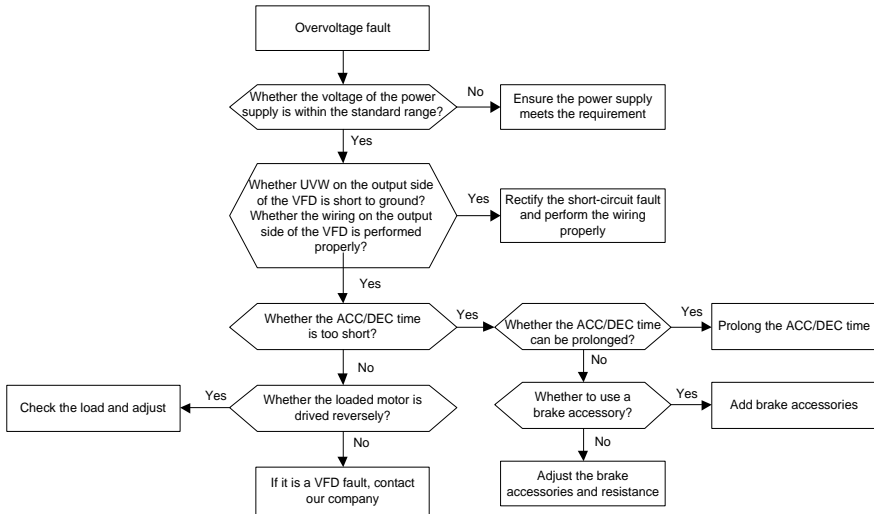 Overvoltage fault
Whether the voltage of the power
supply is within the standard range?
No
Ensure the power supply
meets the requirement
Yes
Whether UVW on the output side
of the VFD is short to ground?
Whether the wiring on the output
side of the VFD is performed
properly?
Yes
Rectify the short-circuit fault
and perform the wiring
properly
Yes
Whether the ACC/DEC time
is too short?
Yes
Whether the ACC/DEC time
can be prolonged?
Yes
Prolong the ACC/DEC time
No
No
Check the load and adjust
Yes
Whether the loaded motor is
drived reversely?
Whether to use a
brake accessory?
Yes
Add brake accessories
No
No
If it is a VFD fault, contact
our company
Adjust the brake
accessories and resistance